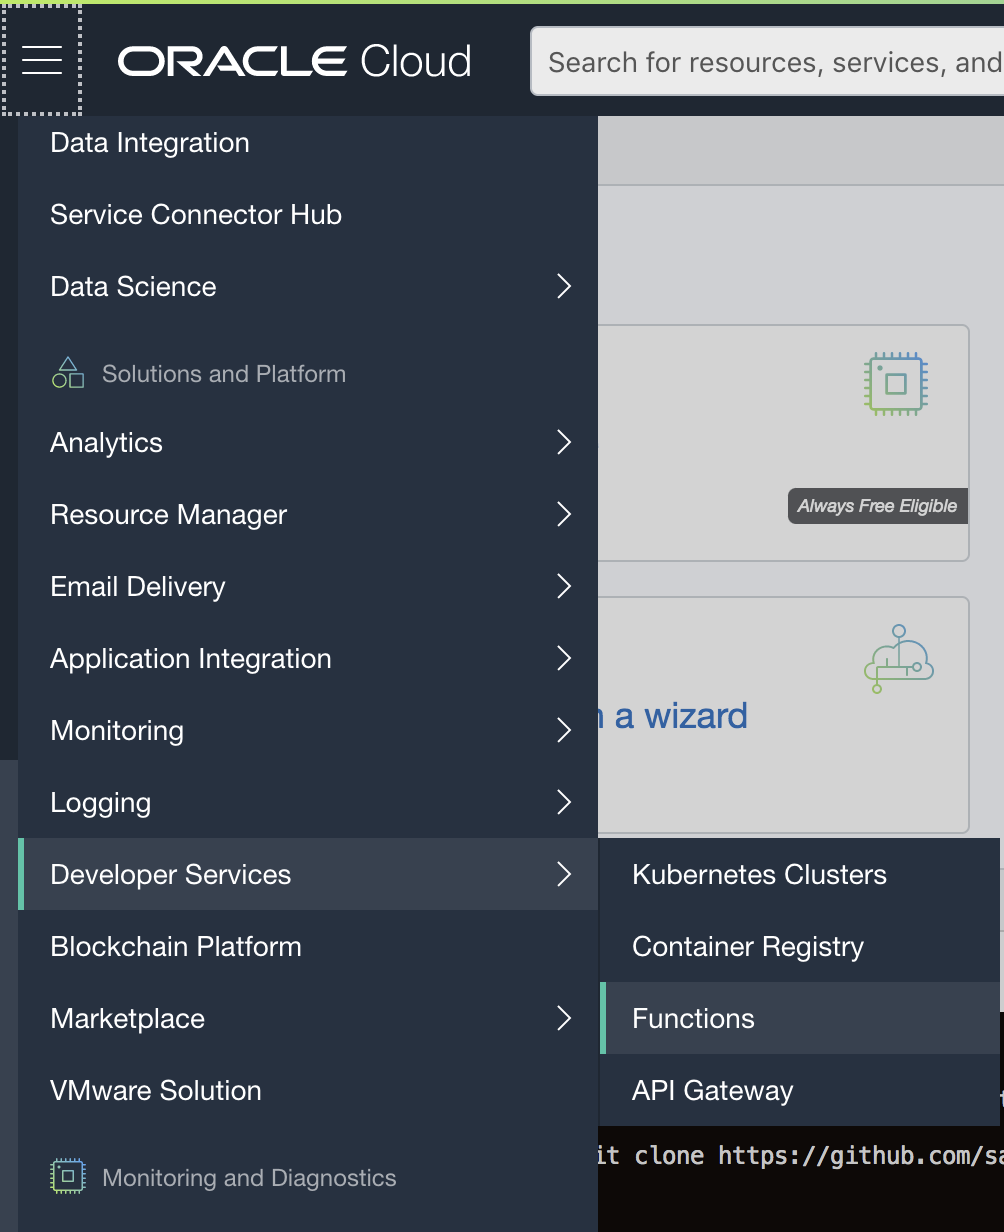 ORACLE Cloud
Search for resources, services, and
Data Integration
Service Connector Hub
Data Science
Solutions and Platform
Analytics
Resource Manager
Email Delivery
Application Integration
Monitoring
Logging
Developer Services
Blockchain Platform
Marketplace
VMware Solution
Monitoring and Diagnostics
Always Free Eligible
a wizard
Kubernetes Clusters
Container Registry
Functions
API Gateway
it clone https://github.com/sa